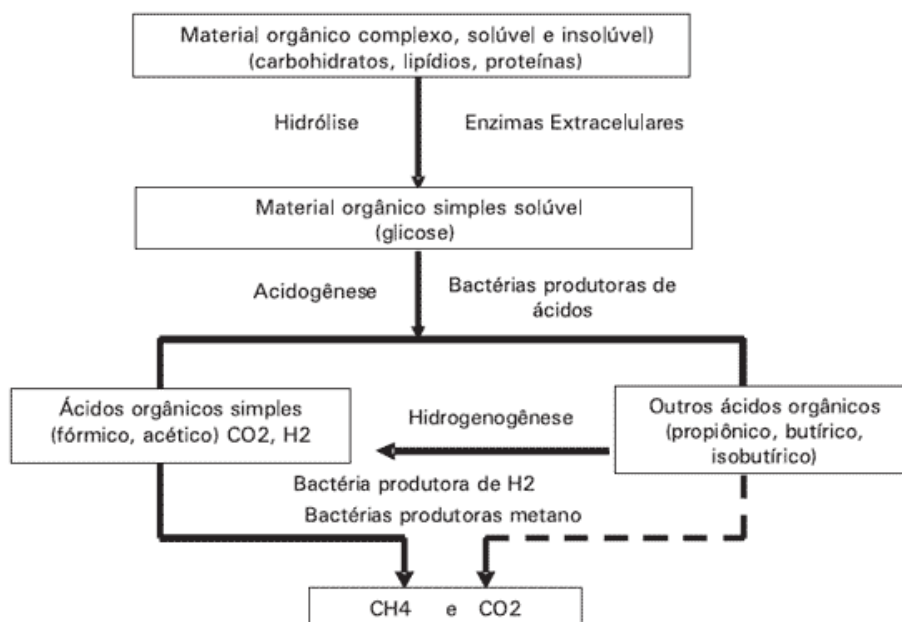 Material orgânico complexo, solúvel e insolúvel)
(carbohidratos, lipídios, proteínas)
Hidrólise
Enzimas Extracelulares
Material orgânico simples solúvel
(glicose)
Acidogênese
Bactérias produtoras de
ácidos
Ácidos orgânicos simples
(fórmico, acético) CO2, H2
Hidrogenogênese
Outros ácidos orgânicos
(propiônico, butírico,
isobutírico)
Bactéria produtora de H2
Bactérias produtoras metano
CH4 e CO2